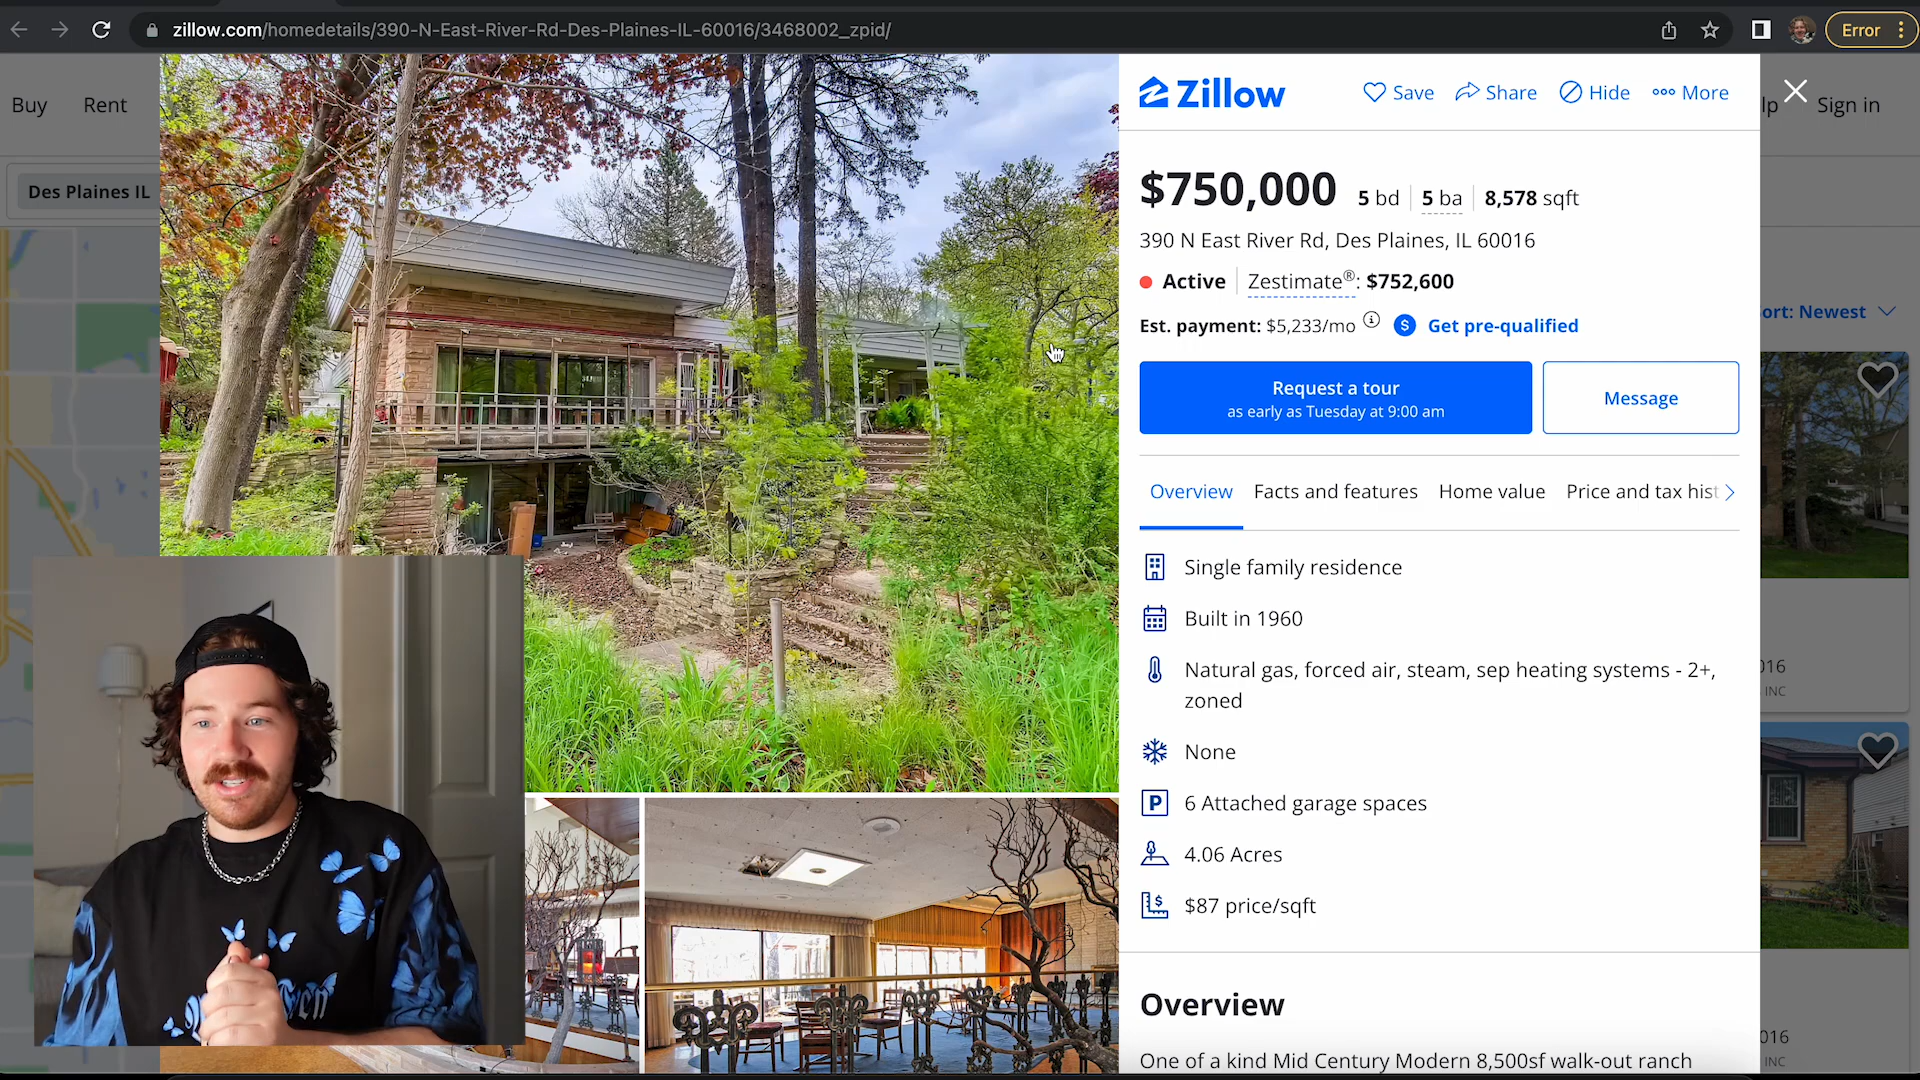 zillow.com/homedetails/390-N-East-River-Rd-Des-Plaines-IL-60016/3468002_zpid/
Error
Buy
Rent
lp
Sign in
Des Plaines IL
ort: Newest
Zillow
Save
Share
Hide
More
$750,000
5 bd
5 ba
8,578 sqft
390 N East River Rd, Des Plaines, IL 60016
Active
Zestimate®: $752,600
Est. payment: $5,233/mo
Get pre-qualified
Request a tour
as early as Tuesday at 9:00 am
Message
Overview
Facts and features
Home value
Price and tax hist
Single family residence
Built in 1960
Natural gas, forced air, steam, sep heating systems - 2+,
zoned
None
6 Attached garage spaces
4.06 Acres
$87 price/sqft
Overview
One of a kind Mid Century Modern 8,500sf walk-out ranch
016
INC
016
INC